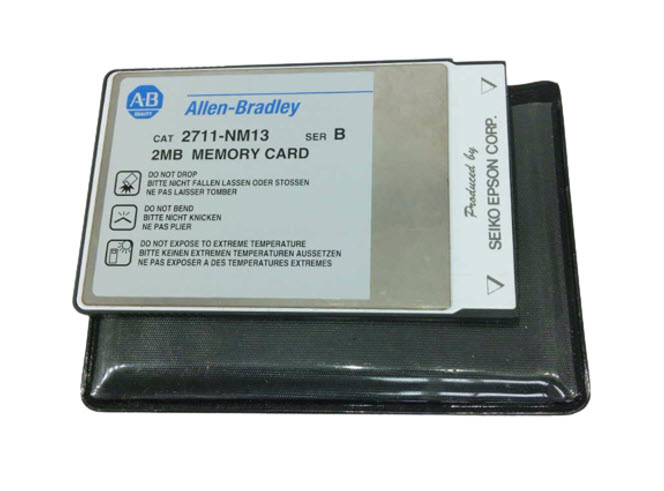 AB
QUALITY
Allen-Bradley
CAT 2711-NM13 SER B
2MB MEMORY CARD
DO NOT DROP
BITTE NICHT FALLEN LASSEN ODER STOSSEN
NE PAS LAISSER TOMBER
DO NOT BEND
BITTE NICHT KNICKEN
NE PAS PLIER
DO NOT EXPOSE TO EXTREME TEMPERATURE
BITTE KEINEN EXTREMEN TEMPERATUREN AUSSETZEN
NE PAS EXPOSER A DES TEMPERATURES EXTREMES
Produced by
SEIKO EPSON CORP.